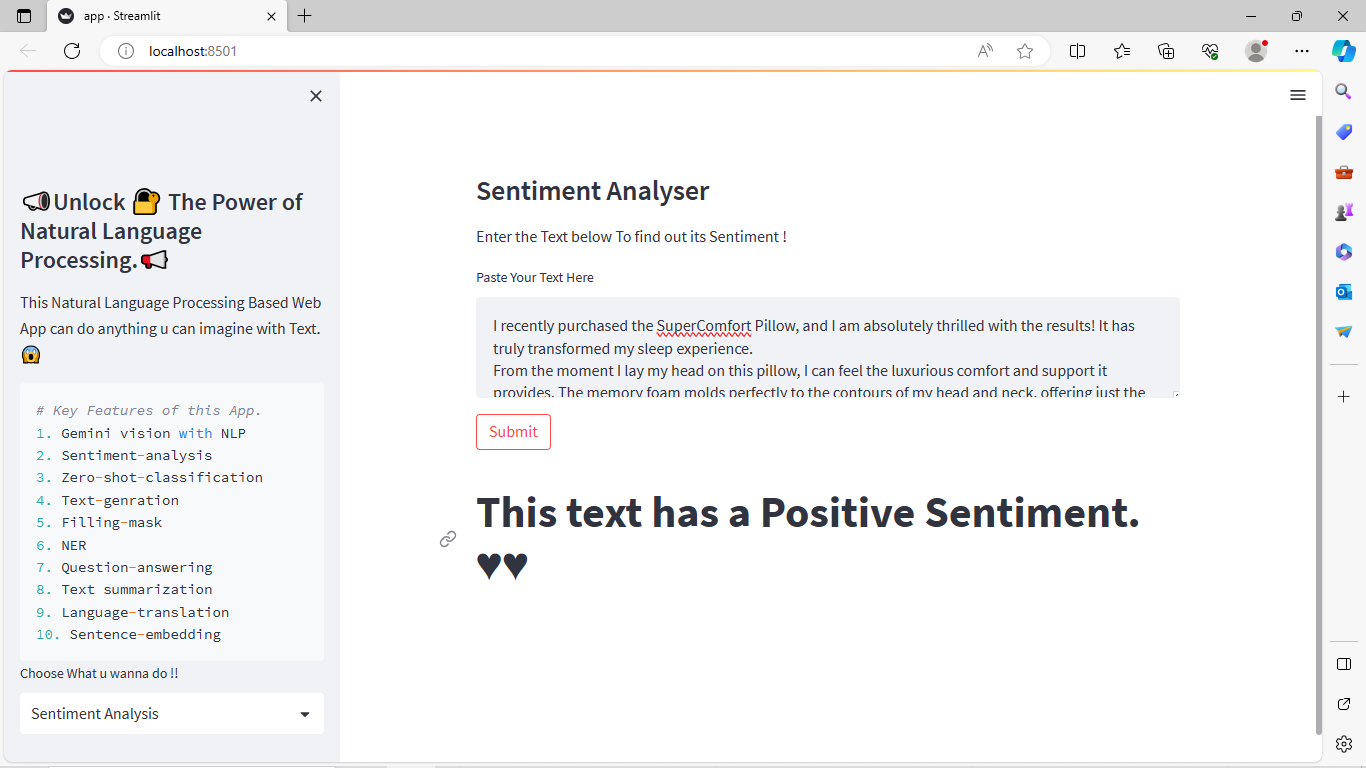 app · Streamlit
localhost:8501
Unlock The Power of
Natural Language
Processing.
This Natural Language Processing Based Web
App can do anything u can imagine with Text.
# Key Features of this App.
1. Gemini vision with NLP
2. Sentiment-analysis
3. Zero-shot-classification
4. Text-genration
5. Filling-mask
6. NER
7. Question-answering
8. Text summarization
9. Language-translation
10. Sentence-embedding
Choose What u wanna do !!
Sentiment Analysis
Sentiment Analyser
Enter the Text below To find out its Sentiment !
Paste Your Text Here
I recently purchased the SuperComfort Pillow, and I am absolutely thrilled with the results! It has
truly transformed my sleep experience.
From the moment I lay my head on this pillow, I can feel the luxurious comfort and support it
provides. The memory foam molds perfectly to the contours of my head and neck, offering just the
Submit
This text has a Positive Sentiment.
♥♥